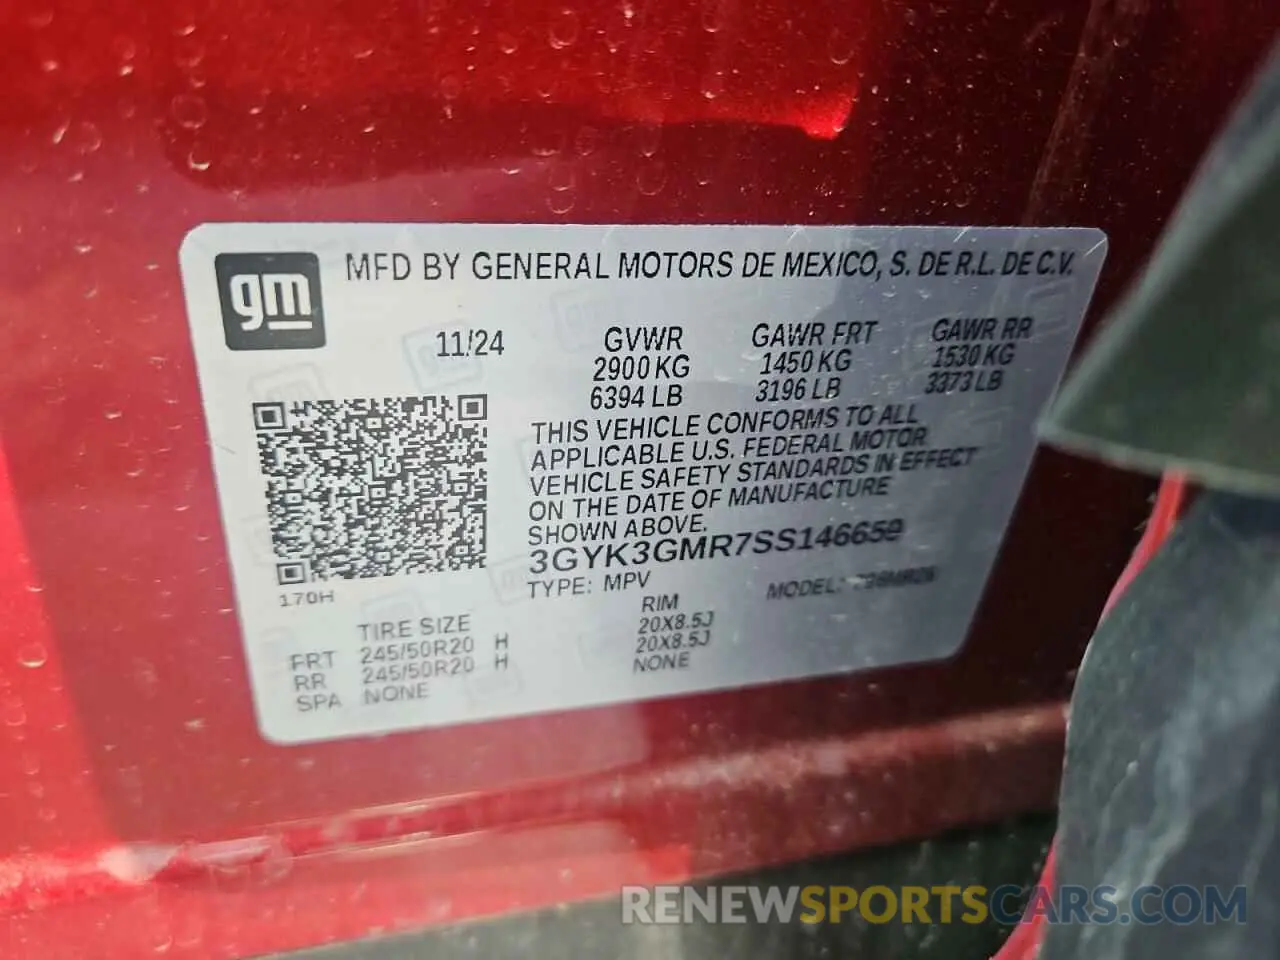 gm
MFD BY GENERAL MOTORS DE MEXICO, S. DE R.L. DE C.V.
11/24 GVWR GAWR FRT GAWR RR
2900 KG 1450 KG 1530 KG
6394 LB 3196 LB 3373 LB
THIS VEHICLE CONFORMS TO ALL
APPLICABLE U.S. FEDERAL MOTOR
VEHICLE SAFETY STANDARDS IN EFFECT
ON THE DATE OF MANUFACTURE
SHOWN ABOVE.
3GYK3GMR7SS146659
TYPE: MPV MODEL:
170H
TIRE SIZE RIM
FRT 245/50R20 H 20X8.5J
RR 245/50R20 H 20X8.5J
SPA NONE NONE
RENEWSPORTSCARS.COM